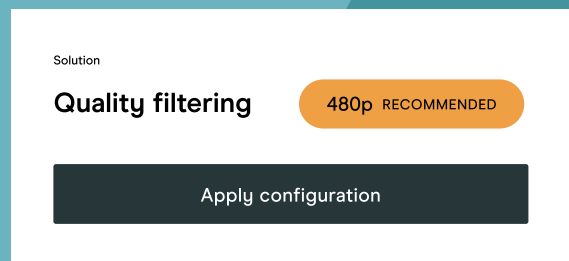 Solution
Quality filtering
480p RECOMMENDED
Apply configuration